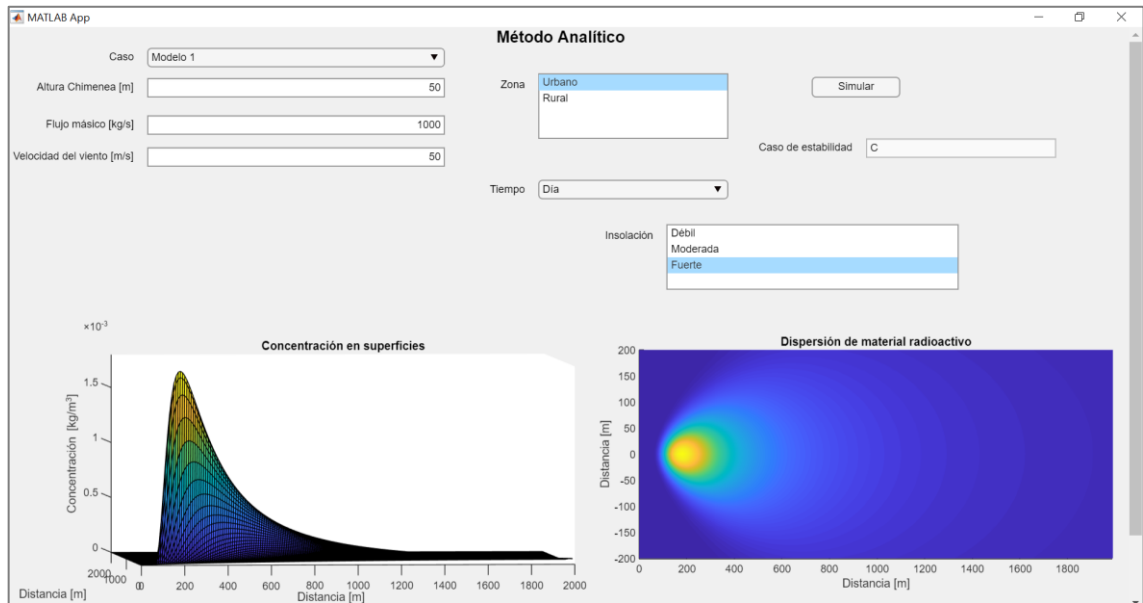 MATLAB App
Método Analítico
Caso
Modelo 1
Altura Chimenea [m]
50
Flujo másico [kg/s]
1000
Velocidad del viento [m/s]
50
Zona
Urbano
Rural
Simular
Caso de estabilidad
C
Tiempo
Día
Insolación
Débil
Moderada
Fuerte
×10-3
Concentración en superficies
Concentración [kg/m³]
1.5
1
0.5
0
2000
1000
0
Distancia [m]
0 200 400 600 800 1000 1200 1400 1600 2000
Distancia [m]
Dispersión de material radioactivo
Distancia [m]
200
150
100
50
0
-50
-100
-150
-200
0 200 400 600 800 1000 1200 1400 1600 1800
Distancia [m]